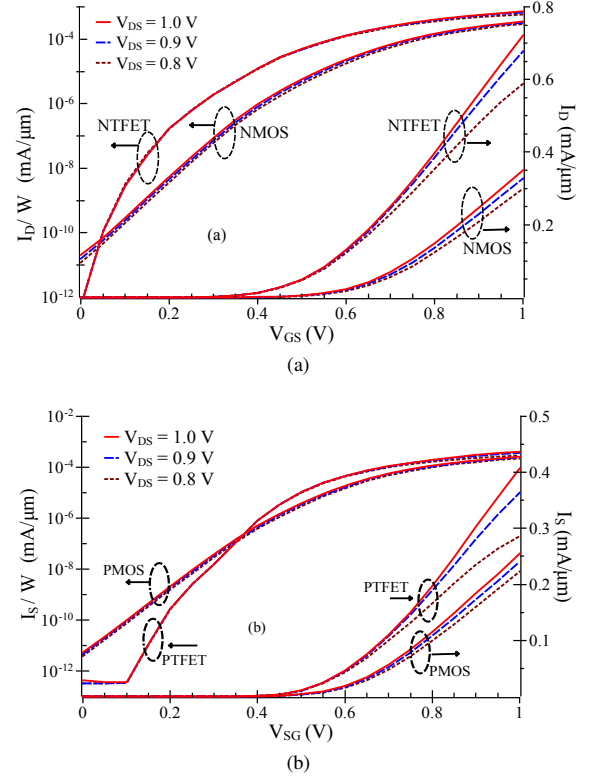 (a)
V_DS = 1.0 V
V_DS = 0.9 V
V_DS = 0.8 V
NTFET
NMOS
NTFET
NMOS
(a)
10^-4
10^-6
10^-8
10^-10
10^-12
I_D/ W (mA/μm)
0.8
0.6
0.4
0.2
I_D (mA/μm)
0
0.2
0.4
0.6
0.8
1
V_GS (V)
(a)
(b)
V_DS = 1.0 V
V_DS = 0.9 V
V_DS = 0.8 V
PMOS
PTFET
PTFET
PMOS
(b)
10^-2
10^-4
10^-6
10^-8
10^-10
10^-12
I_S/ W (mA/μm)
0.5
0.4
0.3
0.2
0.1
I_S (mA/μm)
0
0.2
0.4
0.6
0.8
1
V_SG (V)
(b)